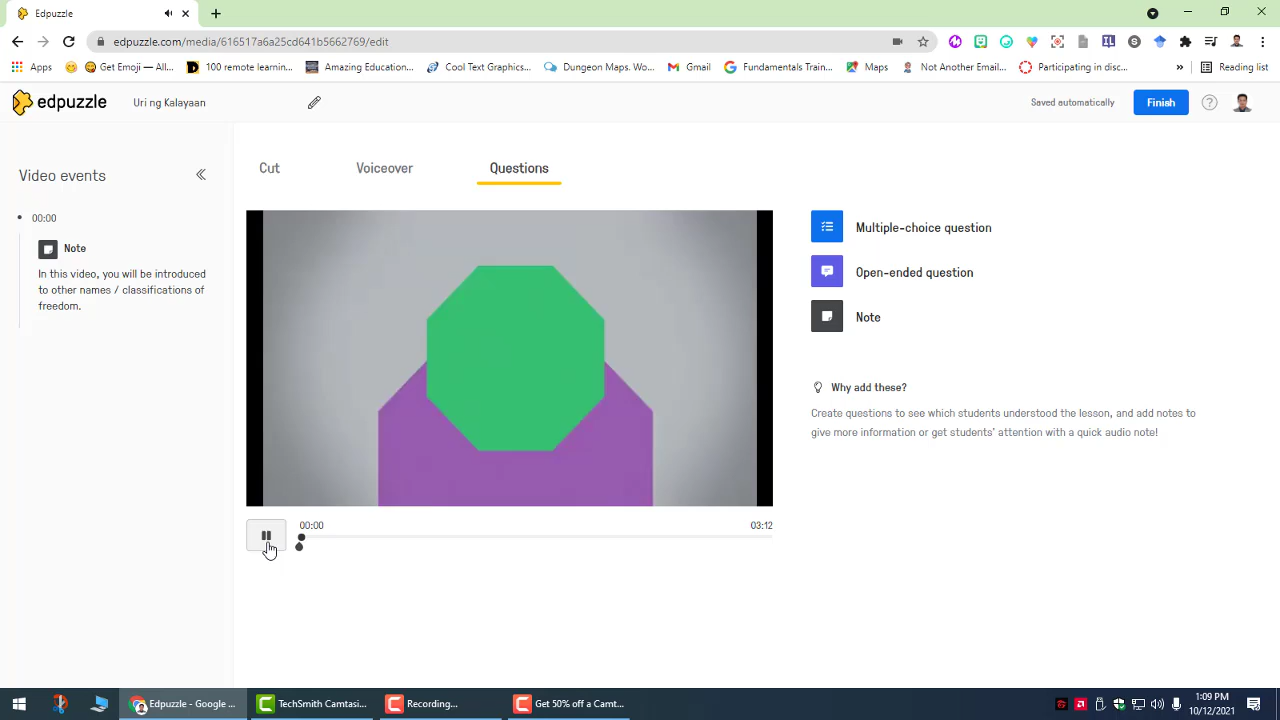 Edpuzzle
edpuzzle.com/media/616517a6a25cd641b5662769/edit
Apps
Get Emoji — All...
100 remote learnin...
Amazing Education...
Cool Text Graphics...
Dungeon Maps. Wo...
Gmail
Fundamentals Train...
Maps
Not Another Email...
Participating in disc...
»
Reading list
edpuzzle
Uri ng Kalayaan
Saved automatically
Finish
?
Video events
Cut
Voiceover
Questions
00:00
Note
In this video, you will be introduced
to other names / classifications of
freedom.
Multiple-choice question
Open-ended question
Note
Why add these?
Create questions to see which students understood the lesson, and add notes to
give more information or get students' attention with a quick audio note!
00:00
03:12
Edpuzzle - Google ...
TechSmith Camtasi...
Recording...
Get 50% off a Camt...
1:09 PM
10/12/2021